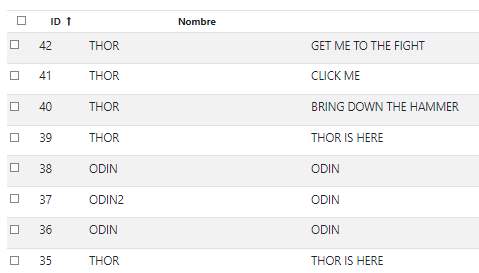 ID ↑ Nombre
42 THOR GET ME TO THE FIGHT
41 THOR CLICK ME
40 THOR BRING DOWN THE HAMMER
39 THOR THOR IS HERE
38 ODIN ODIN
37 ODIN2 ODIN
36 ODIN ODIN
35 THOR THOR IS HERE